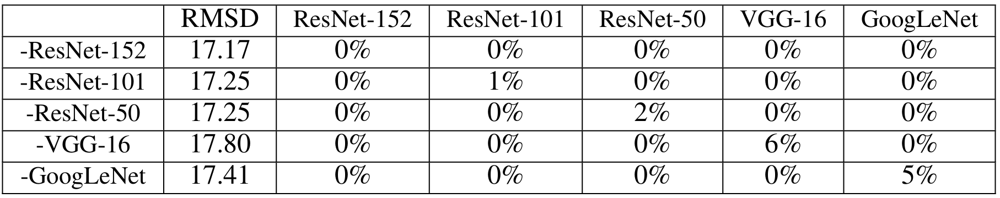 RMSD ResNet-152 ResNet-101 ResNet-50 VGG-16 GoogLeNet
-ResNet-152 17.17 0% 0% 0% 0% 0%
-ResNet-101 17.25 0% 1% 0% 0% 0%
-ResNet-50 17.25 0% 0% 2% 0% 0%
-VGG-16 17.80 0% 0% 0% 6% 0%
-GoogLeNet 17.41 0% 0% 0% 0% 5%